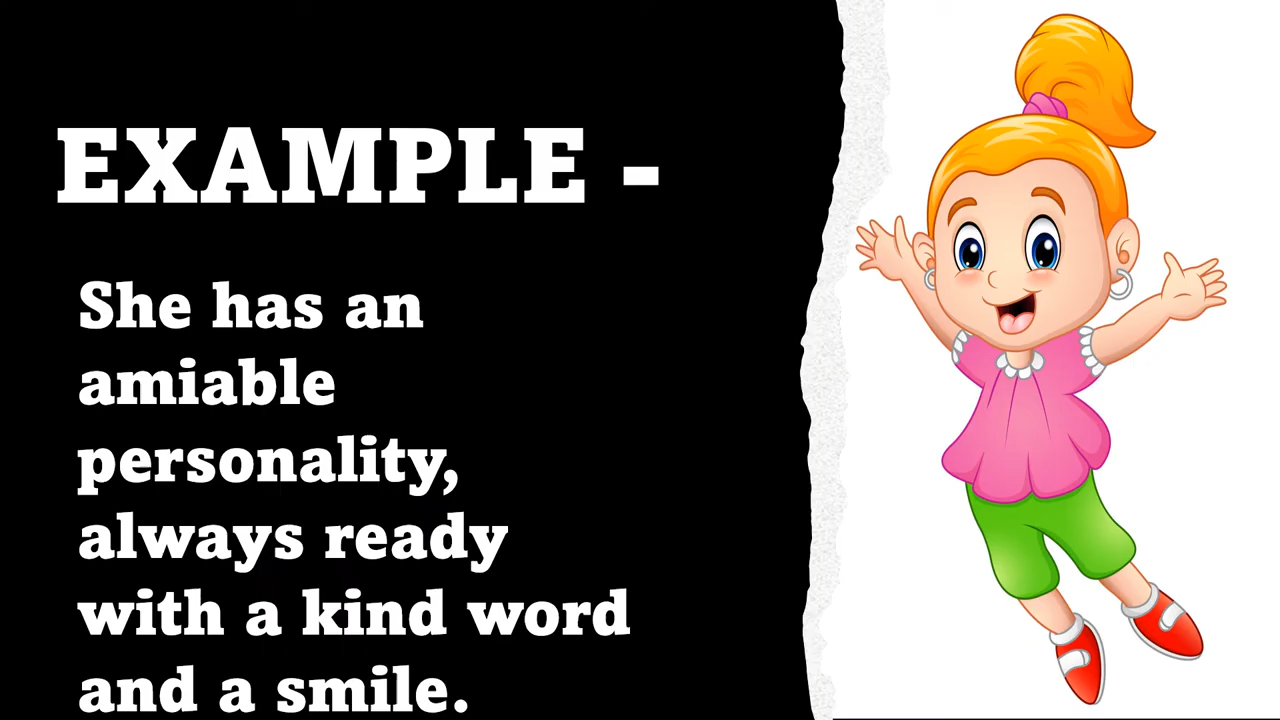 EXAMPLE -
She has an
amiable
personality,
always ready
with a kind word
and a smile.